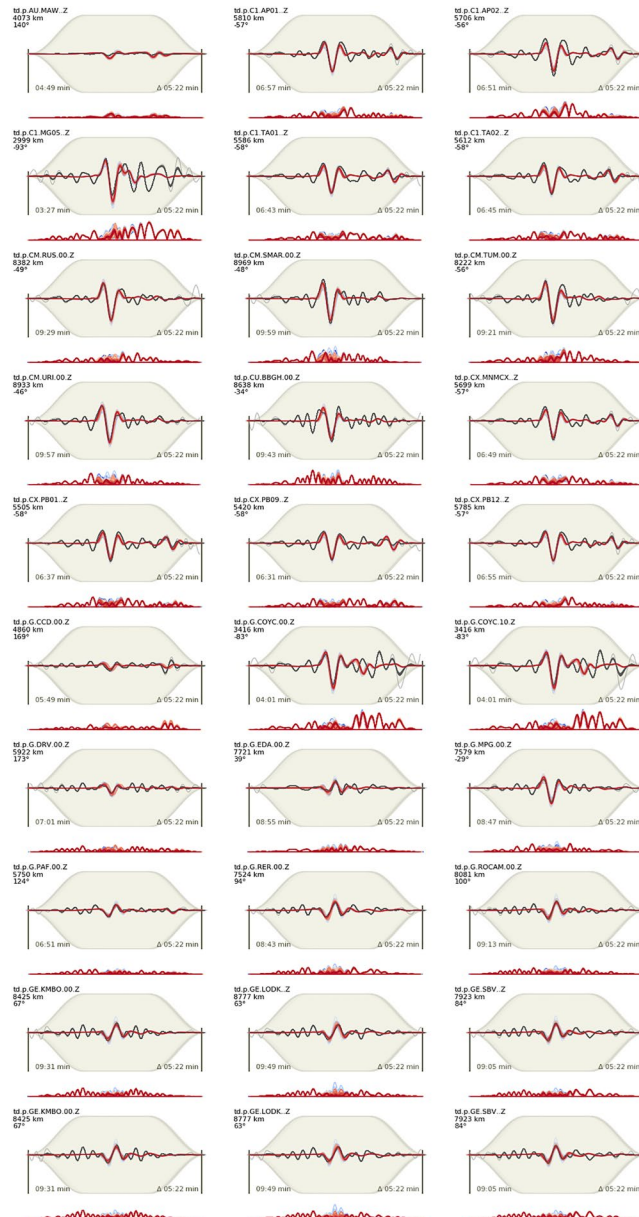 td.p.AU.MAW..Z
4073 km
140°
04:49 min
Δ 05:22 min
td.p.C1.AP01..Z
5810 km
-57°
06:57 min
Δ 05:22 min
td.p.C1.AP02..Z
5706 km
-56°
06:51 min
Δ 05:22 min
td.p.C1.MG05..Z
2999 km
-93°
03:27 min
Δ 05:22 min
td.p.C1.TA01..Z
5586 km
-58°
06:43 min
Δ 05:22 min
td.p.C1.TA02..Z
5612 km
-58°
06:45 min
Δ 05:22 min
td.p.CM.RUS.00.Z
8382 km
-49°
09:29 min
Δ 05:22 min
td.p.CM.SMAR.00.Z
8969 km
-48°
09:59 min
Δ 05:22 min
td.p.CM.TUM.00.Z
8222 km
-56°
09:21 min
Δ 05:22 min
td.p.CM.URI.00.Z
8933 km
-46°
09:57 min
Δ 05:22 min
td.p.CU.BBGH.00.Z
8638 km
-34°
09:43 min
Δ 05:22 min
td.p.CX.MNMCX..Z
5699 km
-57°
06:49 min
Δ 05:22 min
td.p.CX.PB01..Z
5505 km
-58°
06:37 min
Δ 05:22 min
td.p.CX.PB09..Z
5420 km
-58°
06:31 min
Δ 05:22 min
td.p.CX.PB12..Z
5785 km
-57°
06:55 min
Δ 05:22 min
td.p.G.CCD.00.Z
4860 km
169°
05:49 min
Δ 05:22 min
td.p.G.COYC.00.Z
3416 km
-83°
04:01 min
Δ 05:22 min
td.p.G.COYC.10.Z
3416 km
-83°
04:01 min
Δ 05:22 min
td.p.G.DRV.00.Z
5922 km
173°
07:01 min
Δ 05:22 min
td.p.G.EDA.00.Z
7721 km
39°
08:55 min
Δ 05:22 min
td.p.G.MPG.00.Z
7579 km
-29°
08:47 min
Δ 05:22 min
td.p.G.PAF.00.Z
5750 km
124°
06:51 min
Δ 05:22 min
td.p.G.RER.00.Z
7524 km
94°
08:43 min
Δ 05:22 min
td.p.G.ROCAM.00.Z
8081 km
100°
09:13 min
Δ 05:22 min
td.p.GE.KMBO.00.Z
8425 km
67°
09:31 min
Δ 05:22 min
td.p.GE.LODK..Z
8777 km
63°
09:49 min
Δ 05:22 min
td.p.GE.SBV..Z
7923 km
84°
09:05 min
Δ 05:22 min
td.p.GE.KMBO.00.Z
8425 km
67°
09:31 min
Δ 05:22 min
td.p.GE.LODK..Z
8777 km
63°
09:49 min
Δ 05:22 min
td.p.GE.SBV..Z
7923 km
84°
09:05 min
Δ 05:22 min